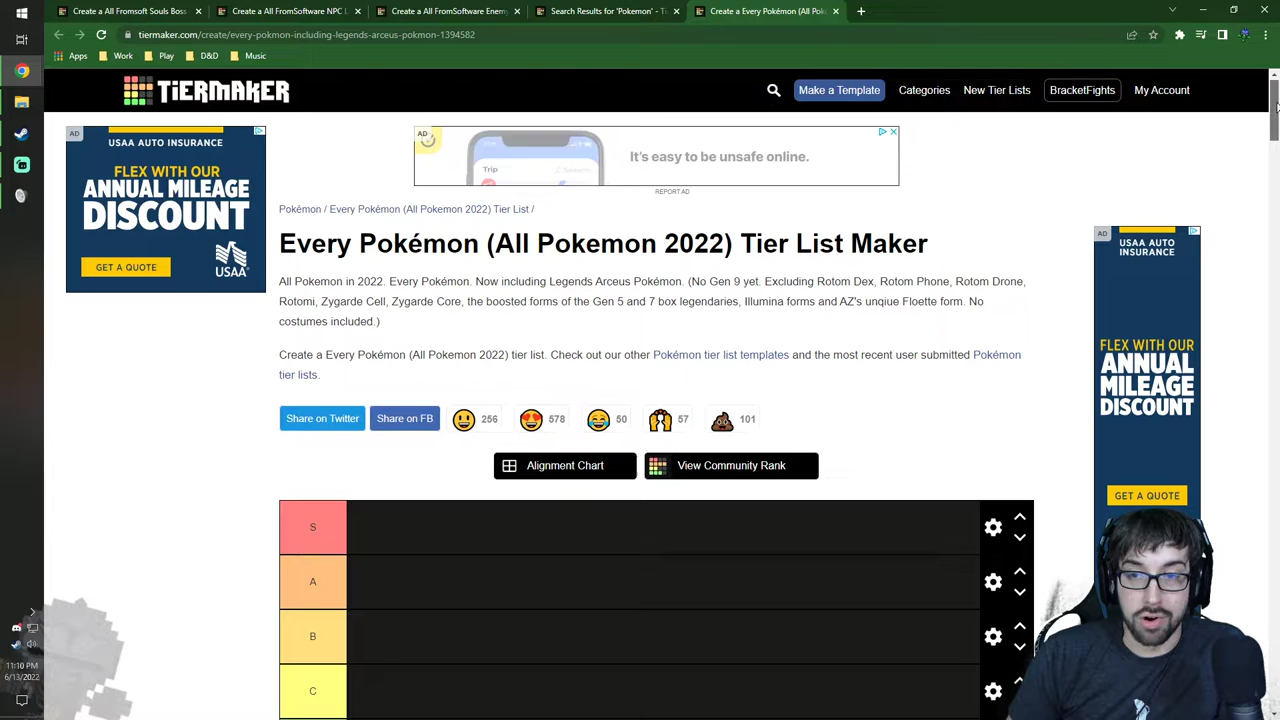 Create a All Fromsoft Souls Boss
Create a FromSoftware NPC L
Create a All FromSoftware Enem
Search Results for 'Pokemon' - Ti
Create a Every Pokémon (All Pok
tiermaker.com/create/every-pokmon-including-legends-arceus-pokmon-1394582
Apps
Work
Play
D&D
Music
TIERMAKER
Make a Template
Categories
New Tier Lists
BracketFights
My Account
AD
USAA AUTO INSURANCE
FLEX WITH OUR
ANNUAL MILEAGE
DISCOUNT
GET A QUOTE
USAA
AD
Trip
It's easy to be unsafe online.
REPORT AD
Pokémon / Every Pokémon (All Pokemon 2022) Tier List /
Every Pokémon (All Pokemon 2022) Tier List Maker
All Pokemon in 2022. Every Pokémon. Now including Legends Arceus Pokémon. (No Gen 9 yet. Excluding Rotom Dex, Rotom Phone, Rotom Drone,
Rotomi, Zygarde Cell, Zygarde Core, the boosted forms of the Gen 5 and 7 box legendaries, Illumina forms and AZ's unqiue Floette form. No
costumes included.)
Create a Every Pokémon (All Pokemon 2022) tier list. Check out our other Pokémon tier list templates and the most recent user submitted Pokémon
tier lists.
Share on Twitter
Share on FB
256
578
50
57
101
Alignment Chart
View Community Rank
S
A
B
C
AD
USAA AUTO
INSURANCE
FLEX WITH OUR
ANNUAL
MILEAGE
DISCOUNT
GET A QUOTE
11:10 PM
6/13/2022